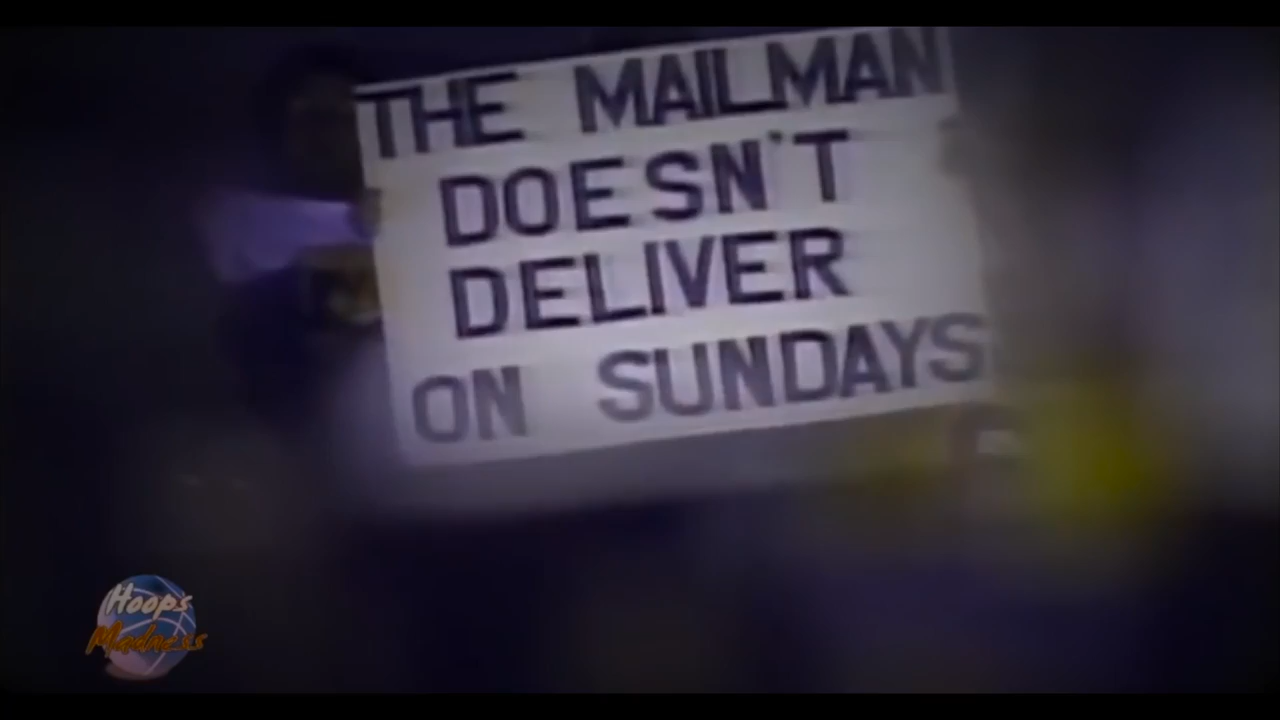 THE MAILMAN
DOESN'T
DELIVER
ON SUNDAYS
Hoops
Madness